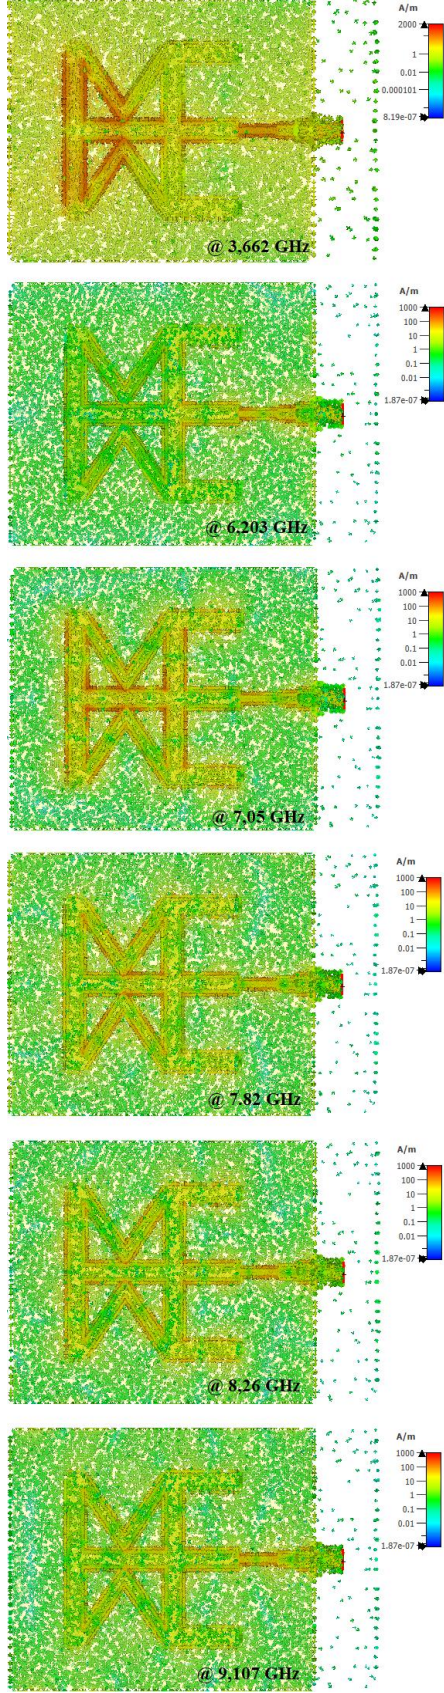 A/m
2000
1
0.01
0.000101
8.19e-07
@ 3,662 GHz
A/m
1000
100
10
1
0.1
0.01
1.87e-07
@ 6,203 GHz
A/m
1000
100
10
1
0.1
0.01
1.87e-07
@ 7,05 GHz
A/m
1000
100
10
1
0.1
0.01
1.87e-07
@ 7.82 GHz
A/m
1000
100
10
1
0.1
0.01
1.87e-07
@ 8,26 GHz
A/m
1000
100
10
1
0.1
0.01
1.87e-07
@ 9,107 GHz